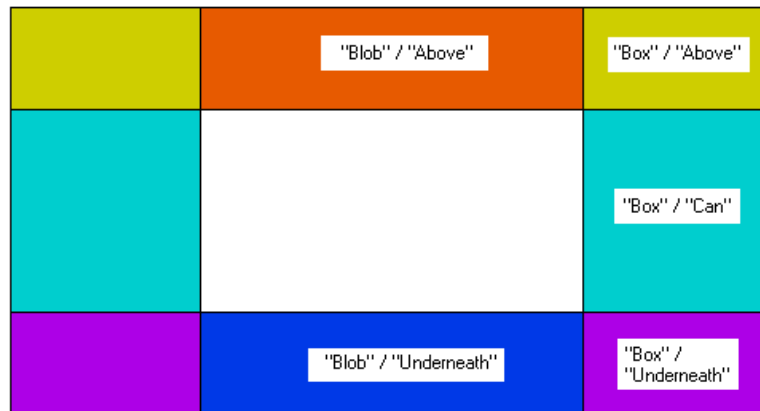 "Blob" / "Above"
"Box" / "Above"
"Box" / "Can"
"Blob" / "Underneath"
"Box" /
"Underneath"